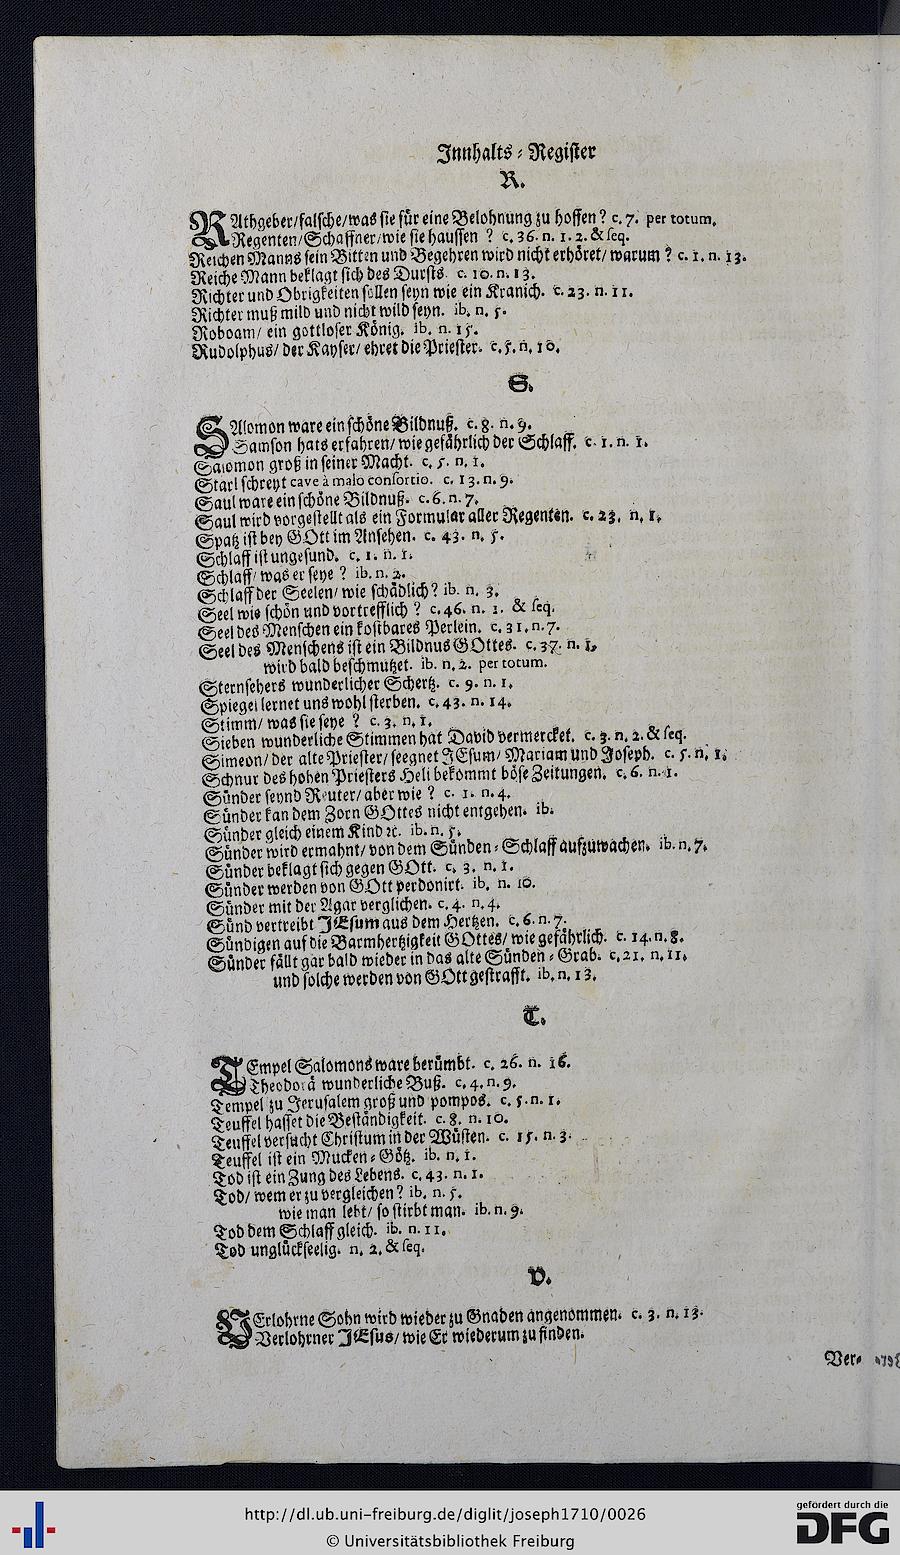 Innhalts-Register
R.
RAthgeber/falsche/was sie für eine Belohnung zu hoffen? c. 7. per totum.
Regenten/Schaffner/wie sie haussen ? c. 36. n. 1. 2. & seq.
Reichen Manns sein Bitten und Begehren wird nicht erhöret/ warum ? c. 1. n. 13.
Reiche Mann beklagt sich des Dursts. c. 10. n. 13.
Richter und Obrigkeiten sollen seyn wie ein Kranich. c. 23. n. 11.
Richter muß mild und nicht wild seyn. ib. n. 5.
Roboam/ ein gottloser König. ib. n. 15.
Rudolphus/ der Kayser/ ehret die Priester. c. 5. n. 10.
S.
SAlomon ware ein schöne Bildnuß. c. 8. n. 9.
Samson hats erfahren/ wie gefährlich der Schlaff. c. 1. n. 1.
Salomon groß in seiner Macht. c. 5. n. 1.
Starl schreyt cave à malo consortio. c. 13. n. 9.
Saul ware ein schöne Bildnuß. c. 6. n. 7.
Saul wird vorgestellt als ein Formular aller Regenten. c. 23. n. 1.
Spatz ist bey GOtt im Ansehen. c. 43. n. 5.
Schlaff ist ungesund. c. 1. n. 1.
Schlaff/ was er seye ? ib. n. 2.
Schlaff der Seelen/ wie schädlich? ib. n. 3.
Seel wie schön und vortrefflich ? c. 46. n. 1. & seq.
Seel des Menschen ein kostbares Perlein. c. 31. n. 7.
Seel des Menschens ist ein Bildnus GOttes. c. 37. n. 1.
wird bald beschmutzet. ib. n. 2. per totum.
Sternsehers wunderlicher Schertz. c. 9. n. 1.
Spiegel lernet uns wohl sterben. c. 43. n. 14.
Stimm/ was sie seye ? c. 3. n. 1.
Sieben wunderliche Stimmen hat David vermercket. c. 3. n. 2. & seq.
Simeon/ der alte Priester/ seegnet JEsum/ Mariam und Joseph. c. 5. n. 1.
Schnur des hohen Priesters Heli bekommt böse Zeitungen. c. 6. n. 1.
Sünder seynd Reuter/ aber wie ? c. 1. n. 4.
Sünder kan dem Zorn GOttes nicht entgehen. ib.
Sünder gleich einem Kind ꝛc. ib. n. 5.
Sünder wird ermahnt/ von dem Sünden-Schlaff aufzuwachen. ib. n. 7.
Sünder beklagt sich gegen GOtt. c. 3. n. 1.
Sünder werden von GOtt perdonirt. ib. n. 10.
Sünder mit der Agar verglichen. c. 4. n. 4.
Sünd vertreibt JEsum aus dem Hertzen. c. 6. n. 7.
Sündigen auf die Barmhertzigkeit GOttes/ wie gefährlich. c. 14. n. 8.
Sünder fällt gar bald wieder in das alte Sünden-Grab. c. 21. n. 11.
und solche werden von GOtt gestrafft. ib. n. 13.
T.
TEmpel Salomons ware berümbt. c. 26. n. 16.
Theodorä wunderliche Buß. c. 4. n. 9.
Tempel zu Jerusalem groß und pompos. c. 5. n. 1.
Teuffel hasset die Beständigkeit. c. 8. n. 10.
Teuffel versucht Christum in der Wüsten. c. 15. n. 3.
Teuffel ist ein Mucken-Götz. ib. n. 1.
Tod ist ein Zung des Lebens. c. 43. n. 1.
Tod/ wem er zu vergleichen? ib. n. 5.
wie man lebt/ so stirbt man. ib. n. 9.
Tod dem Schlaff gleich. ib. n. 11.
Tod unglückseelig. n. 2. & seq.
V.
VErlohrne Sohn wird wieder zu Gnaden angenommen. c. 3. n. 13.
Verlohrner JEsus/ wie Er wiederum zu finden.
Ver-
http://dl.ub.uni-freiburg.de/diglit/joseph1710/0026
© Universitätsbibliothek Freiburg
gefördert durch die
DFG